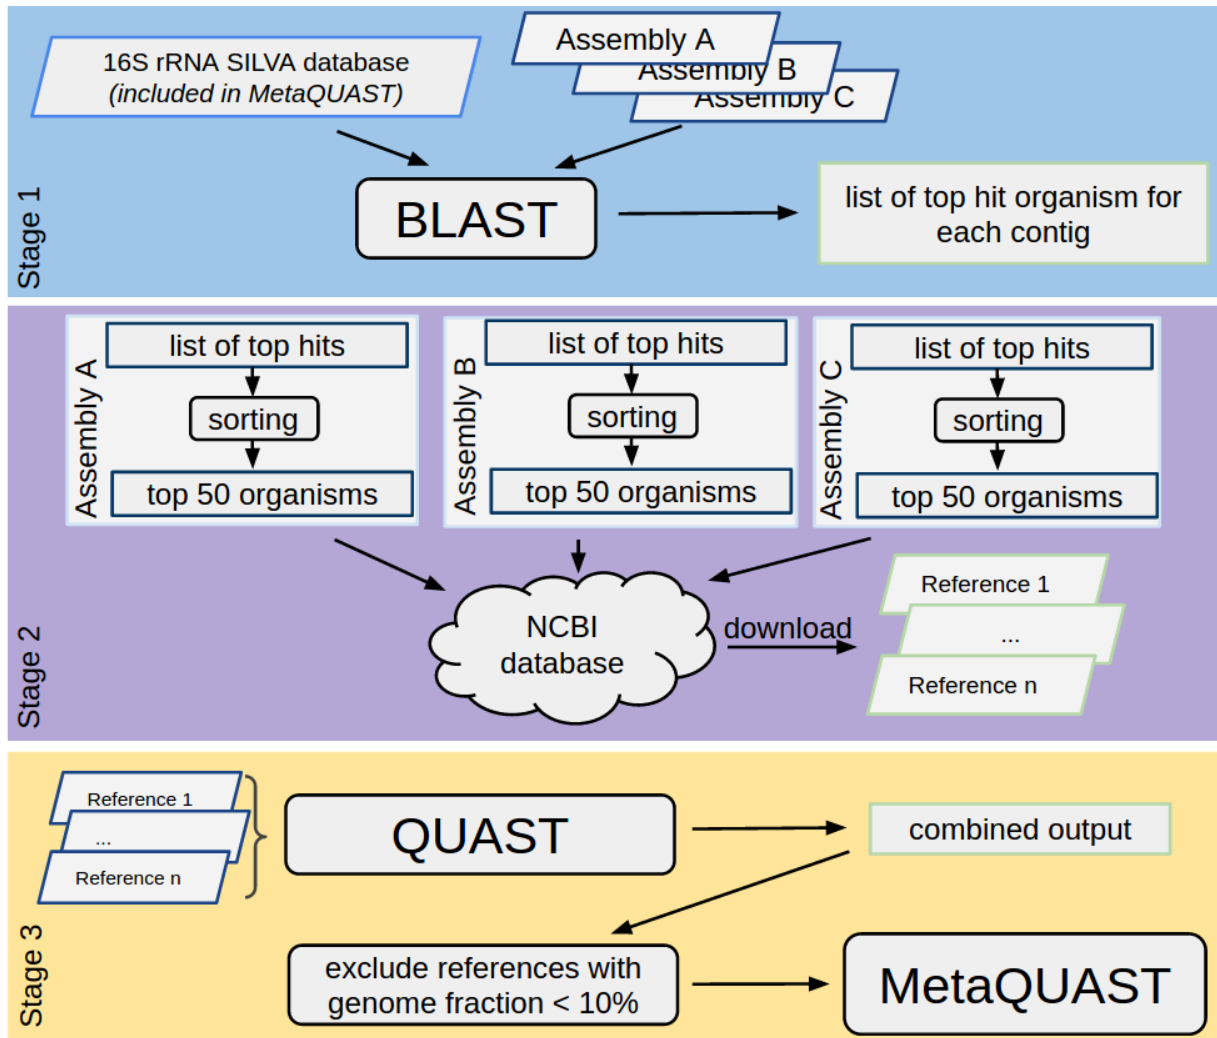 16S rRNA SILVA database
(included in MetaQUAST)
Assembly A
Assembly B
Assembly C
BLAST
list of top hit organism for
each contig
Stage 1
Assembly A
list of top hits
sorting
top 50 organisms
Assembly B
list of top hits
sorting
top 50 organisms
Assembly C
list of top hits
sorting
top 50 organisms
NCBI
database
download
Reference 1
...
Reference n
Stage 2
Reference 1
...
Reference n
QUAST
combined output
exclude references with
genome fraction < 10%
MetaQUAST
Stage 3